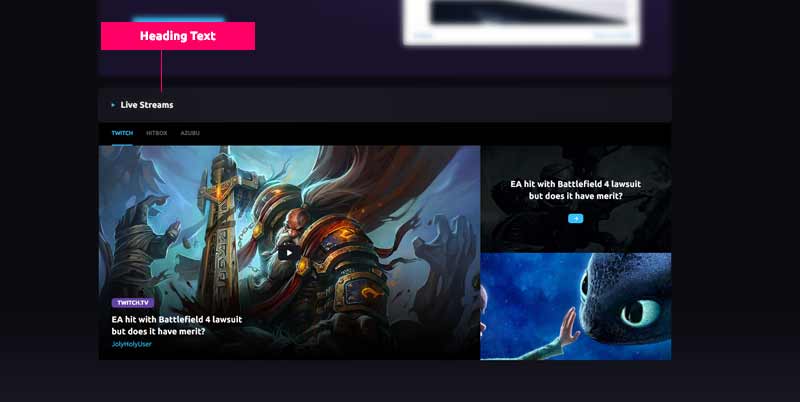 Heading Text
Live Streams
TWITCH
HITBOX
AZUBU
EA hit with Battlefield 4 lawsuit
but does it have merit?
TWITCH.TV
EA hit with Battlefield 4 lawsuit
but does it have merit?
JolyHolyUser